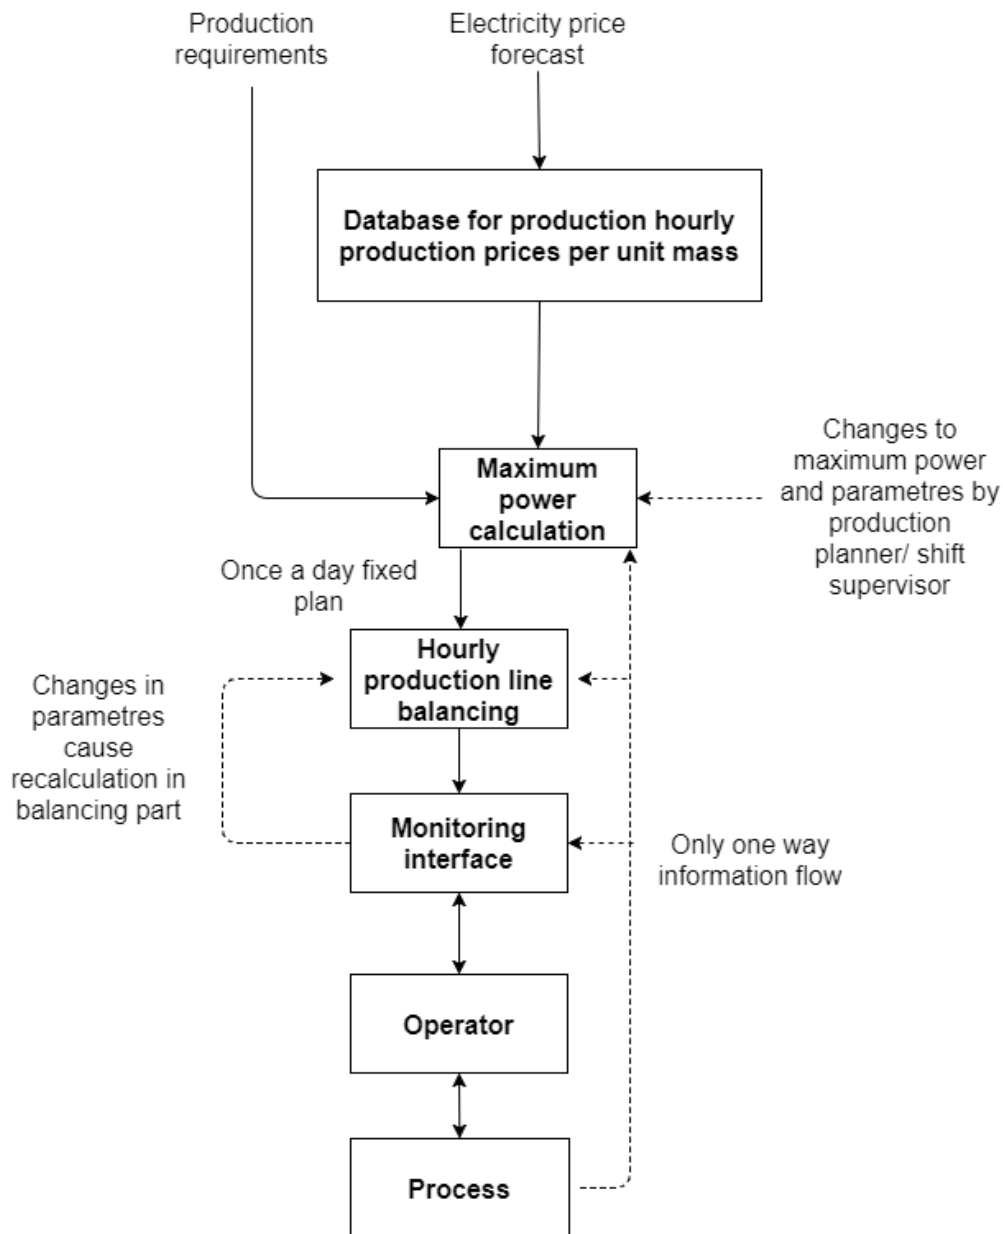 Production
requirements
Electricity price
forecast
Database for production hourly
production prices per unit mass
Maximum
power
calculation
Changes to
maximum power
and parametres by
production
planner/ shift
supervisor
Once a day fixed
plan
Hourly
production line
balancing
Changes in
parametres
cause
recalculation in
balancing part
Monitoring
interface
Only one way
information flow
Operator
Process